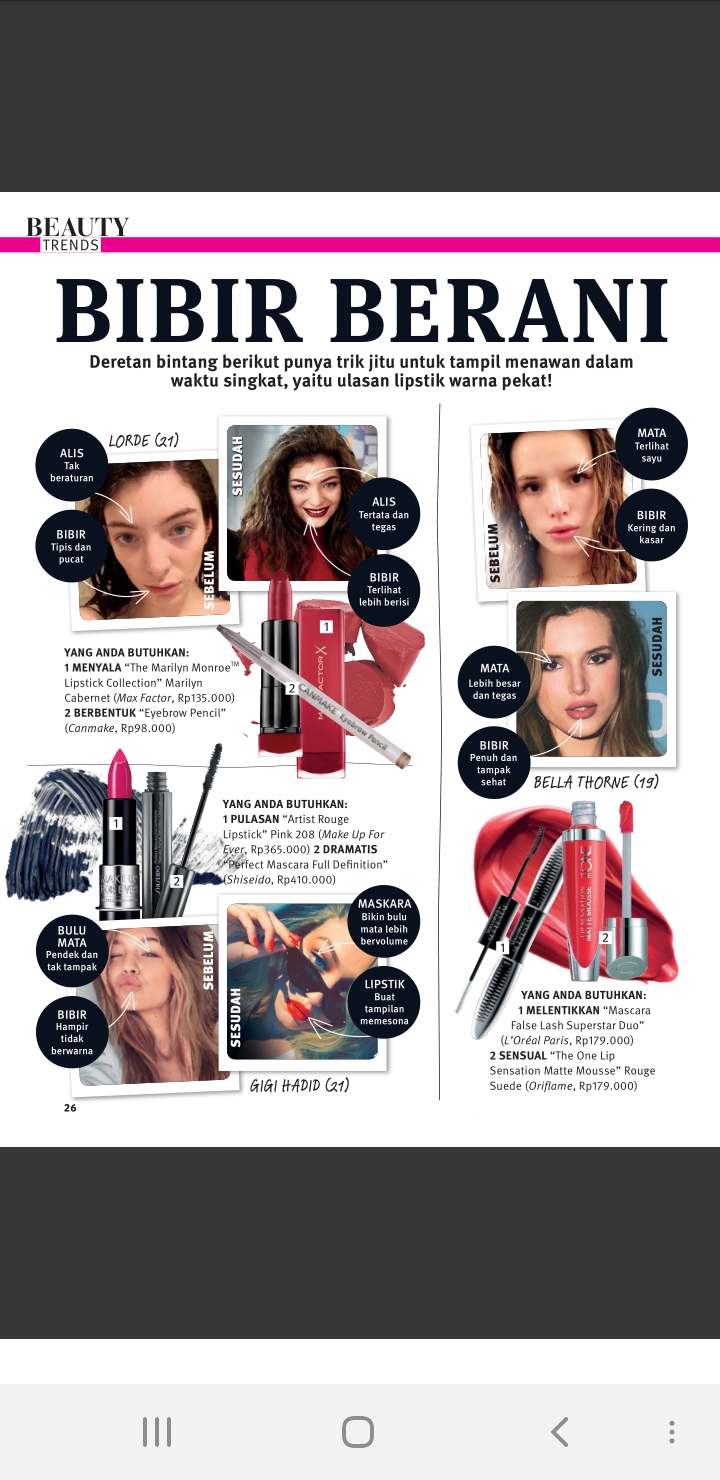 BEAUTY
TRENDS
BIBIR BERANI
Deretan bintang berikut punya trik jitu untuk tampil menawan dalam
waktu singkat, yaitu ulasan lipstik warna pekat!
LORDE (21)
ALIS
Tak
beraturan
BIBIR
Tipis dan
pucat
SEBELUM
SESUDAH
ALIS
Tertata dan
tegas
BIBIR
Terlihat
lebih berisi
YANG ANDA BUTUHKAN:
1 MENYALA “The Marilyn Monroe™
Lipstick Collection” Marilyn
Cabernet (Max Factor, Rp135.000)
2 BERBENTUK “Eyebrow Pencil”
(Canmake, Rp98.000)
1
2
CANMAKE Eyebrow Pencil
1
2
YANG ANDA BUTUHKAN:
1 PULASAN “Artist Rouge
Lipstick” Pink 208 (Make Up For
Ever, Rp365.000) 2 DRAMATIS
“Perfect Mascara Full Definition”
(Shiseido, Rp410.000)
BULU
MATA
Pendek dan
tak tampak
BIBIR
Hampir
tidak
berwarna
SEBELUM
SESUDAH
MASKARA
Bikin bulu
mata lebih
bervolume
LIPSTIK
Buat
tampilan
memesona
GIGI HADID (21)
26
MATA
Terlihat
sayu
BIBIR
Kering dan
kasar
SEBELUM
SESUDAH
MATA
Lebih besar
dan tegas
BIBIR
Penuh dan
tampak
sehat
BELLA THORNE (19)
1
2
LIP SENSATION
MATTE MOUSSE
YANG ANDA BUTUHKAN:
1 MELENTIKKAN “Mascara
False Lash Superstar Duo”
(L’Oréal Paris, Rp179.000)
2 SENSUAL “The One Lip
Sensation Matte Mousse” Rouge
Suede (Oriflame, Rp179.000)